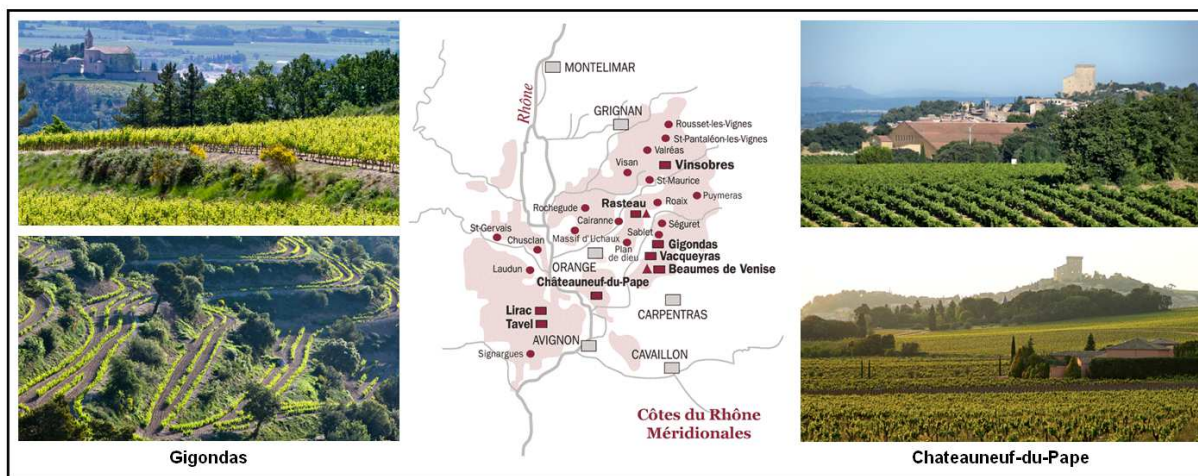 MONTELIMAR
Rhône
GRIGNAN
Rousset-les-Vignes
St-Pantaléon-les-Vignes
Valréas
Vinsobres
Visan
St-Maurice
Puymeras
Rochegude
Rasteau
Roaix
Cairanne
Séguret
St-Gervais
Massif d'Uchaux
Sablet
Chusclan
Plan
de dieu
Gigondas
Vacqueyras
Laudun
ORANGE
Beaumes de Venise
Châteauneuf-du-Pape
Lirac
CARPENTRAS
Tavel
AVIGNON
Signargues
CAVAILLON
Côtes du Rhône
Méridionales
Gigondas
Chateauneuf-du-Pape